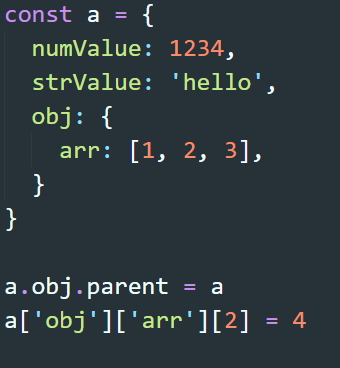 const a = {
  numValue: 1234,
  strValue: 'hello',
  obj: {
    arr: [1, 2, 3],
  }
}

a.obj.parent = a
a['obj']['arr'][2] = 4